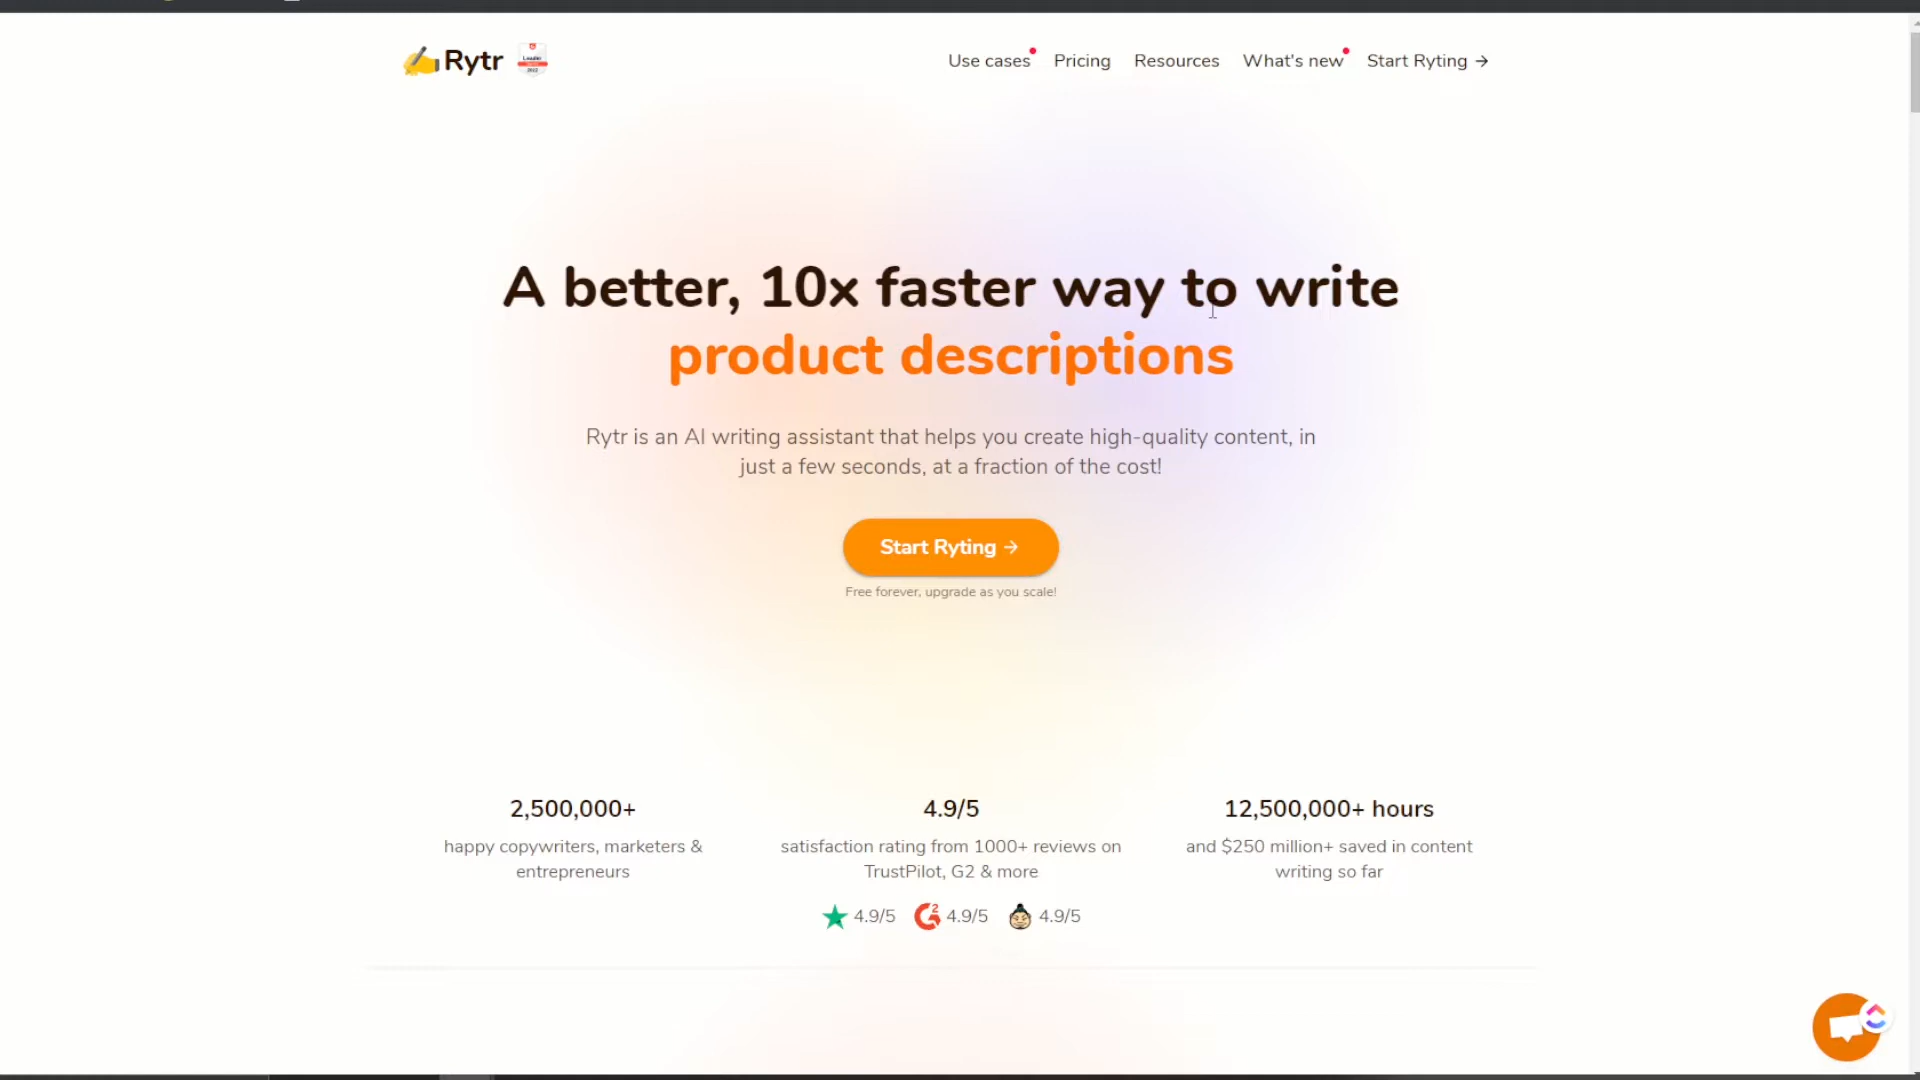 Rytr
Leader
2022
Use cases
Pricing
Resources
What's new
Start Ryting →
A better, 10x faster way to write
product descriptions
Rytr is an AI writing assistant that helps you create high-quality content, in
just a few seconds, at a fraction of the cost!
Start Ryting →
Free forever, upgrade as you scale!
2,500,000+
happy copywriters, marketers &
entrepreneurs
4.9/5
satisfaction rating from 1000+ reviews on
TrustPilot, G2 & more
4.9/5
4.9/5
4.9/5
12,500,000+ hours
and $250 million+ saved in content
writing so far